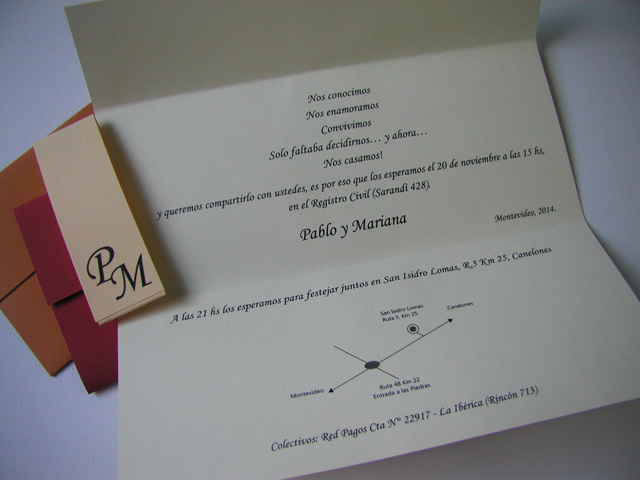 Nos conocimos
Nos enamoramos
Convivimos
Solo faltaba decidirnos... y ahora...
Nos casamos!
y queremos compartirlo con ustedes, es por eso que los esperamos el 20 de noviembre a las 15 hs,
en el Registro Civil (Sarandi 428).
Pablo y Mariana
Montevideo, 2014.
PM
A las 21 hs los esperamos para festejar juntos en San Isidro Lomas, R,5 Km 25, Canelones
San Isidro Lomas
Ruta 5, Km 25
Canelones
Montevideo
Ruta 48 Km 22
Entrada a las Piedras
Colectivos: Red Pagos Cta N° 22917 - La Ibérica (Rincón 713)